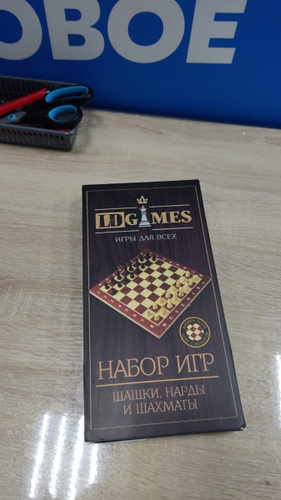 ОВОЕ
LDGAMES
ИГРЫ ДЛЯ ВСЕХ
НАБОР ИГР
ШАШКИ, НАРДЫ
И ШАХМАТЫ